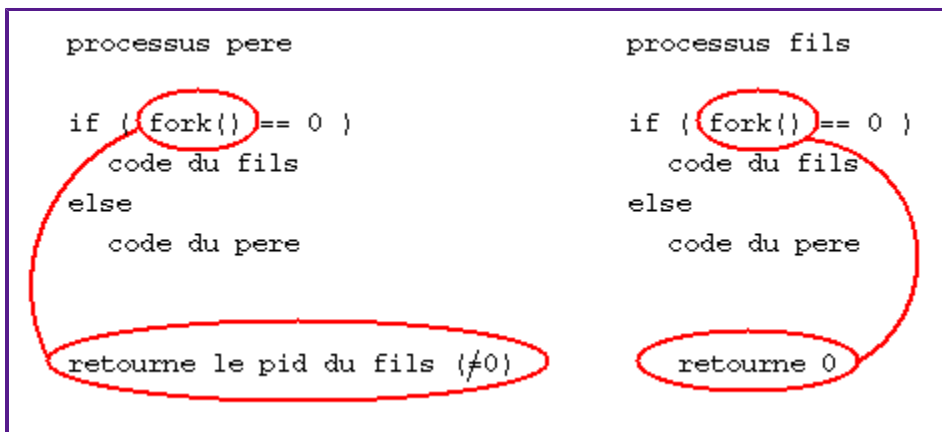 processus pere
if ( fork() == 0 )
code du fils
else
code du pere
retourne le pid du fils (≠0)
processus fils
if ( fork() == 0 )
code du fils
else
code du pere
retourne 0